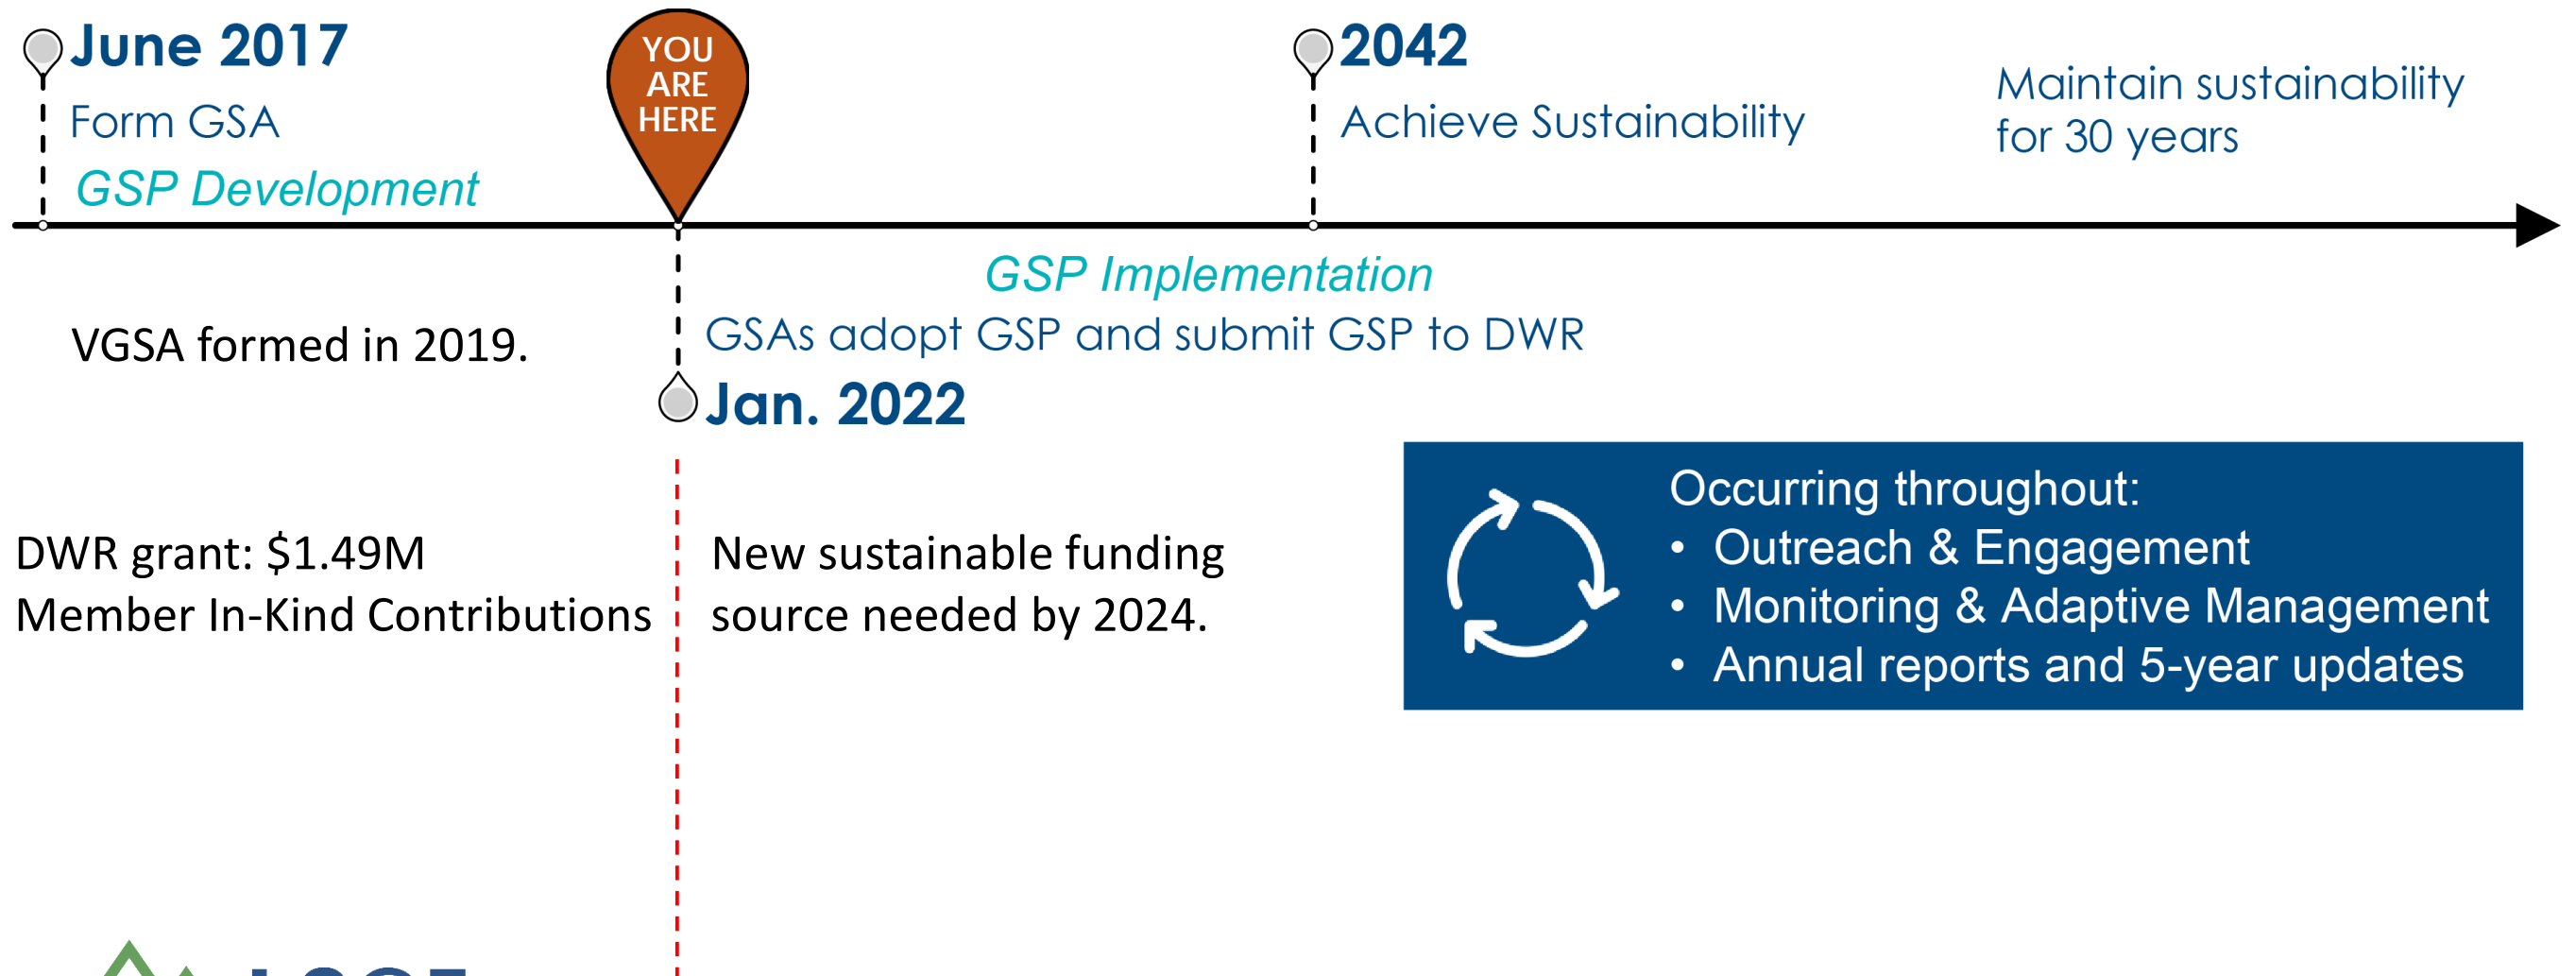 June 2017
Form GSA
GSP Development
YOU
ARE
HERE
2042
Achieve Sustainability
Maintain sustainability
for 30 years
GSP Implementation
GSAs adopt GSP and submit GSP to DWR
Jan. 2022
VGSA formed in 2019.
DWR grant: $1.49M
Member In-Kind Contributions
New sustainable funding
source needed by 2024.
Occurring throughout:
• Outreach & Engagement
• Monitoring & Adaptive Management
• Annual reports and 5-year updates